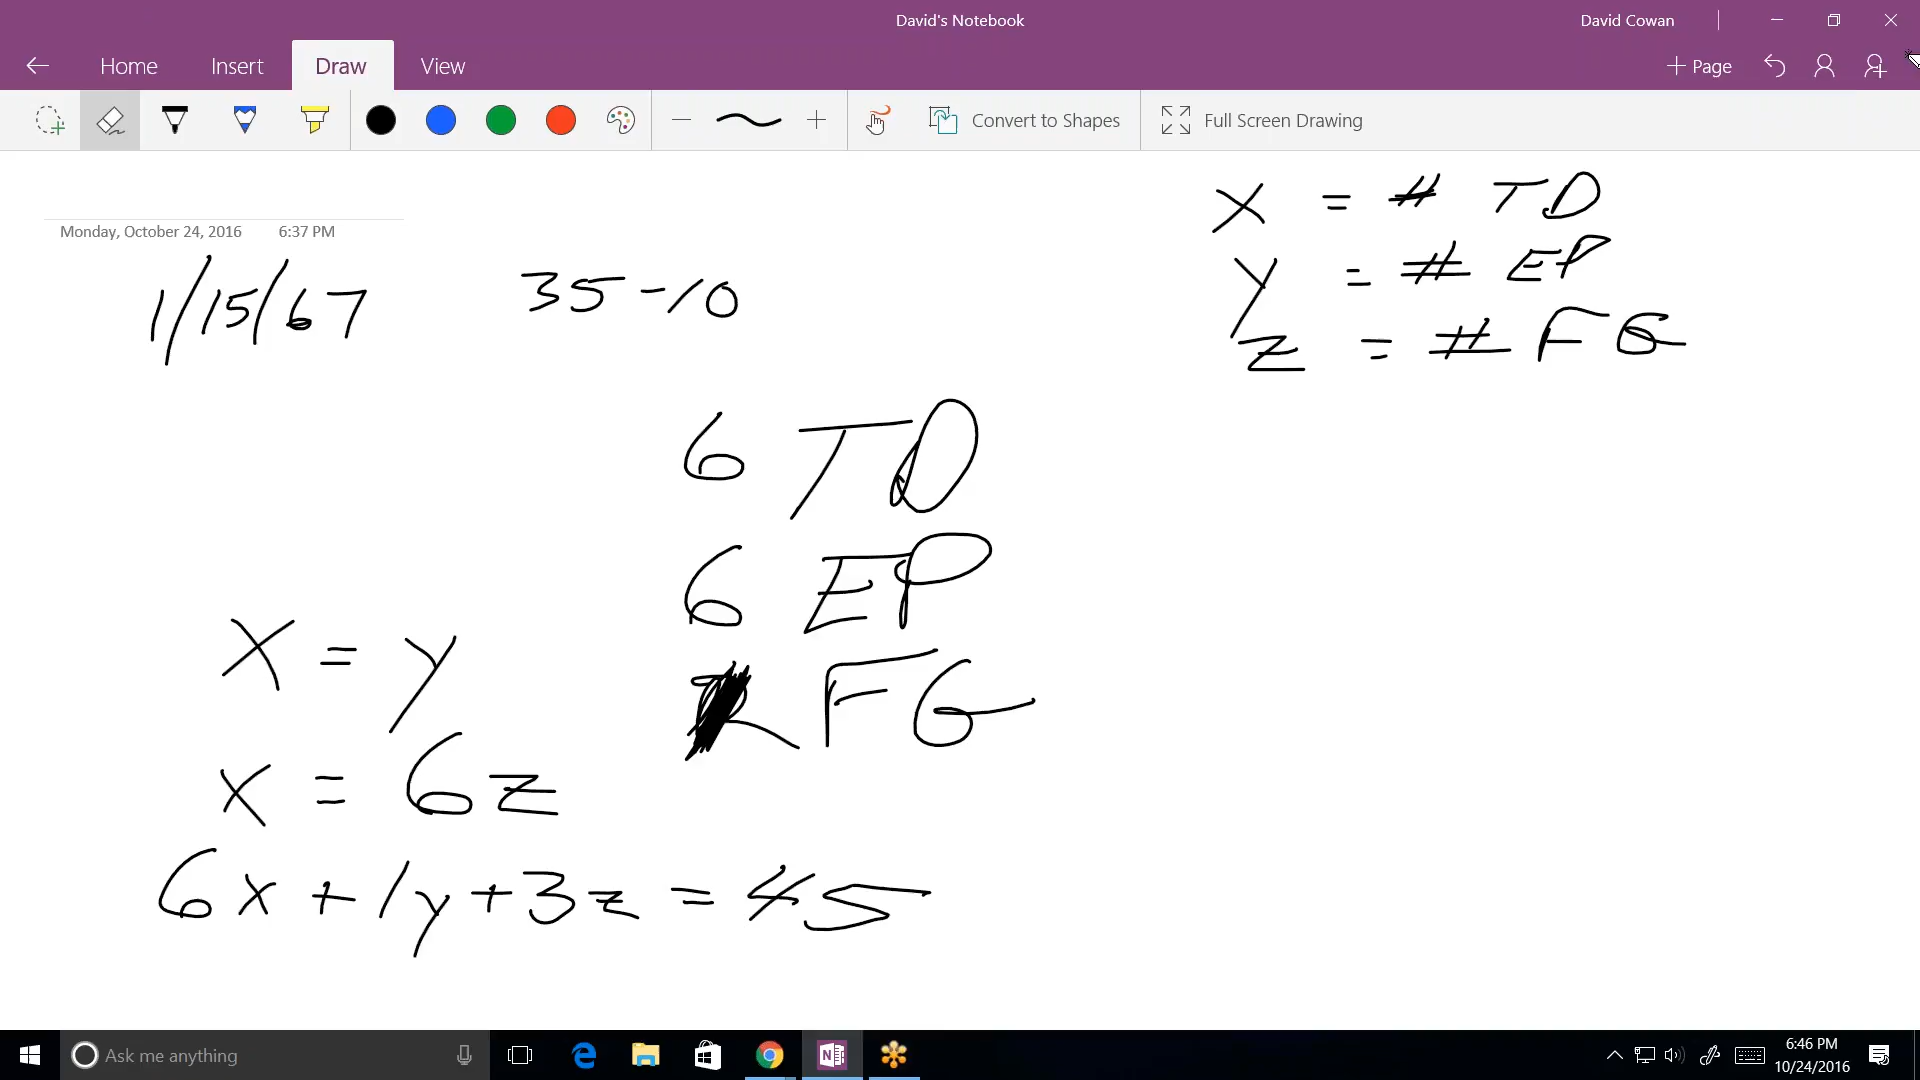 David's Notebook
David Cowan
Home Insert Draw View
Page
Convert to Shapes
Full Screen Drawing
Monday, October 24, 2016 6:37 PM
X = # TD
y = # EP
z = # FG
1/15/67 35-10
6 TD
6 EP
FG
X = y
x = 6z
6x + 1y + 3z = 45
Ask me anything
6:46 PM
10/24/2016